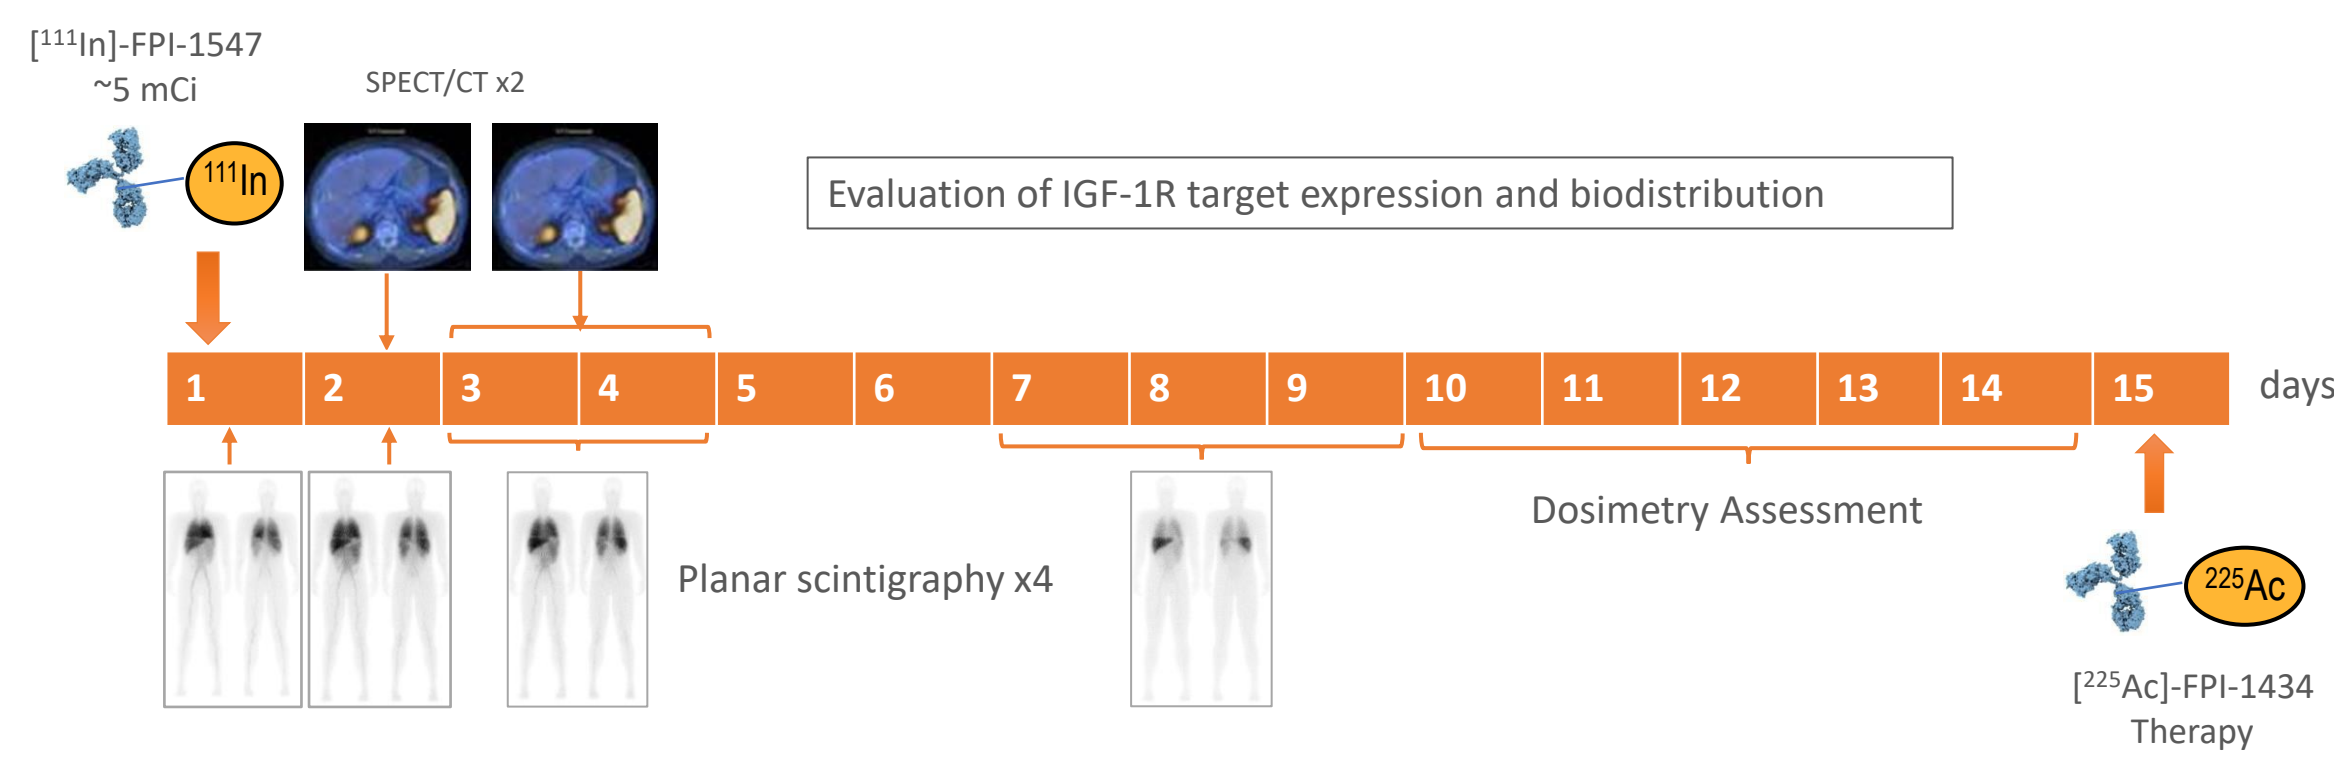 [¹¹¹In]-FPI-1547
~5 mCi
SPECT/CT x2
¹¹¹In
Evaluation of IGF-1R target expression and biodistribution
1 2 3 4 5 6 7 8 9 10 11 12 13 14 15 days
Planar scintigraphy x4
Dosimetry Assessment
²²⁵Ac
[²²⁵Ac]-FPI-1434
Therapy